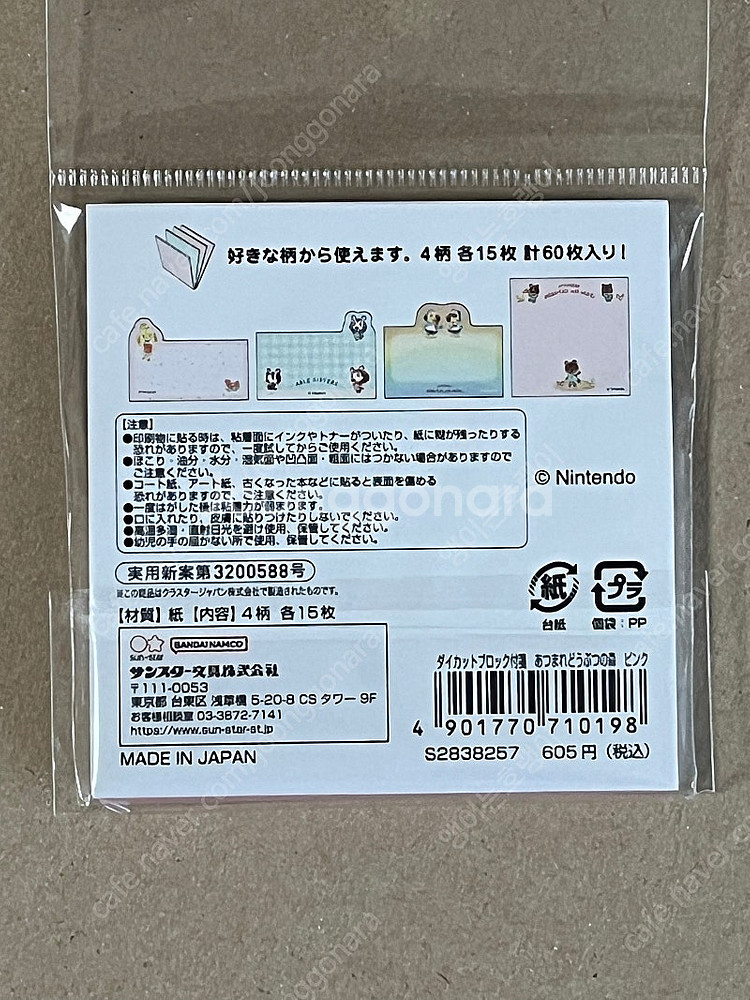 好きな柄から使えます。4柄 各15枚 計60枚入り!
ABLE SISTERS
【注意】
●印刷物に貼る時は、粘着面にインクやトナーがついたり、紙に糊が残ったりする
恐れがありますので、一度試してからご使用ください。
●ほこり・油分・水分・湿気面や凹凸面・粗面にはつかない場合がありますので
ご注意ください。
●コート紙、アート紙、古くなった本などに貼ると表面を傷める
恐れがありますので、ご注意ください。
●一度はがした後は粘着力が弱まります。
●口に入れたり、皮膚に貼りつけたりしないでください。
●高温多湿・直射日光を避け使用、保管してください。
●幼児の手の届かない所で使用、保管してください。
© Nintendo
実用新案第3200588号
※この商品はクラスタージャパン株式会社で製造されたものです。
【材質】紙【内容】4柄 各15枚
紙
プラ
台紙
個袋:PP
SUN-STAR
BANDAI NAMCO
サンスター文具株式会社
〒111-0053
東京都 台東区 浅草橋 5-20-8 CS タワー 9F
お客様相談室 03-3872-7141
https://www.sun-star-st.jp
MADE IN JAPAN
ダイカットブロック付箋 あつまれどうぶつの森 ピンク
4 901770 710198
S2838257 605円(税込)
cafe.naver.com/joonggonara